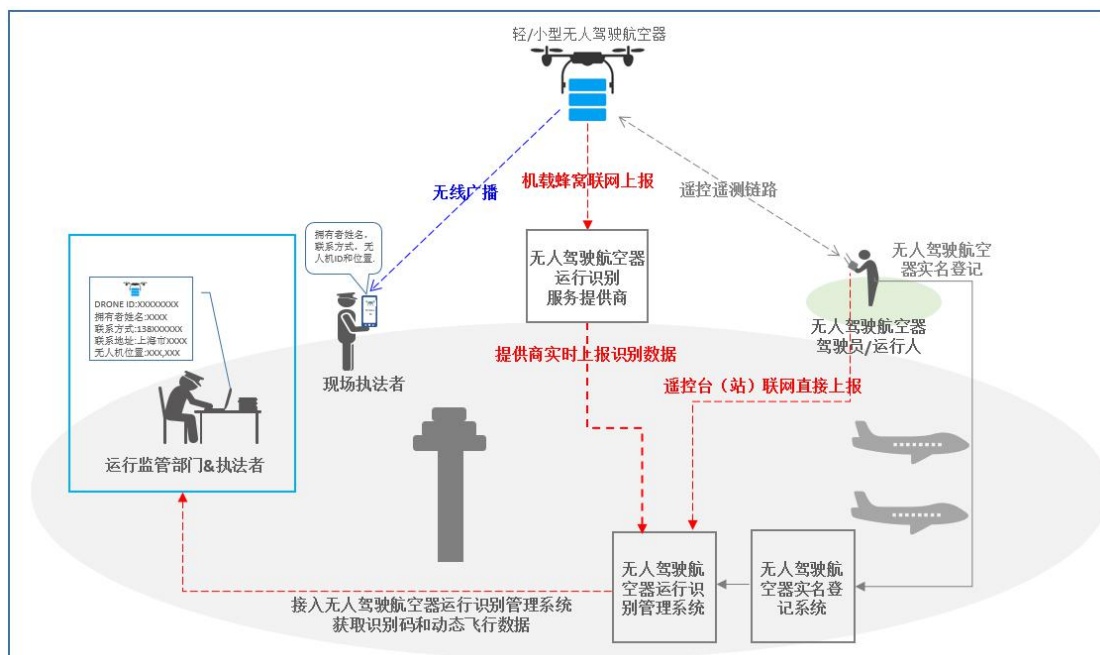 轻/小型无人驾驶航空器
无线广播
机载蜂窝联网上报
遥控遥测链路
拥有者姓名、
联系方式、无
人机ID和位置.
无人驾驶航空器
运行识别
服务提供商
无人驾驶航空
器实名登记
DRONE ID:XXXXXXXX
拥有者姓名:XXXX
联系方式:138XXXXXX
联系地址:上海市XXXX
无人机位置:XXX,XXX
现场执法者
无人驾驶航空器
驾驶员/运行人
提供商实时上报识别数据
遥控台（站）联网直接上报
运行监管部门&执法者
无人驾驶航
空器运行识
别管理系统
无人驾驶航
空器实名登
记系统
接入无人驾驶航空器运行识别管理系统
获取识别码和动态飞行数据